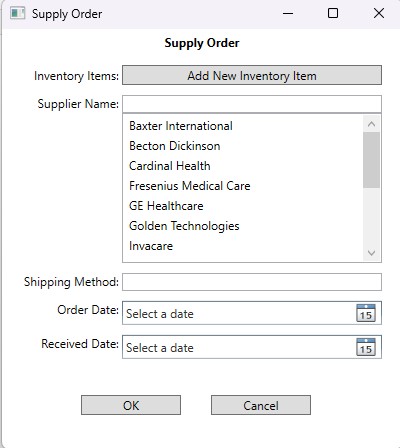 Supply Order
Supply Order
Inventory Items: Add New Inventory Item
Supplier Name:
Baxter International
Becton Dickinson
Cardinal Health
Fresenius Medical Care
GE Healthcare
Golden Technologies
Invacare
Shipping Method:
Order Date: Select a date 15
Received Date: Select a date 15
OK Cancel